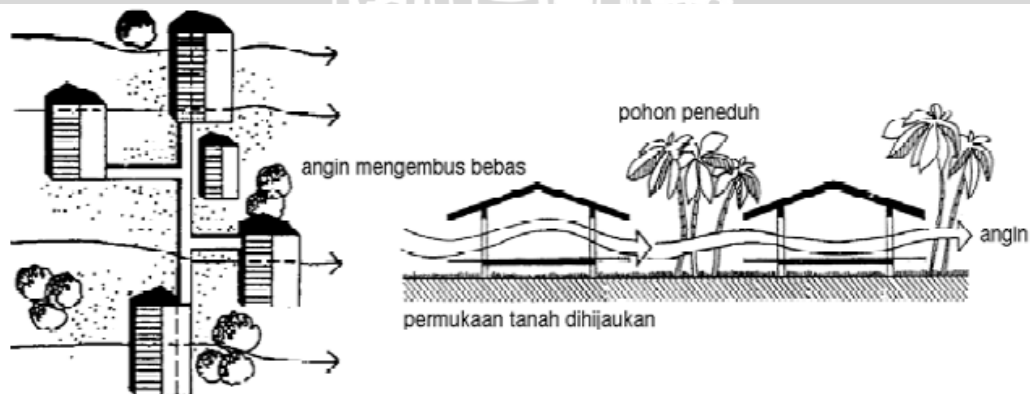 pohon peneduh
angin mengembus bebas
angin
permukaan tanah dihijaukan